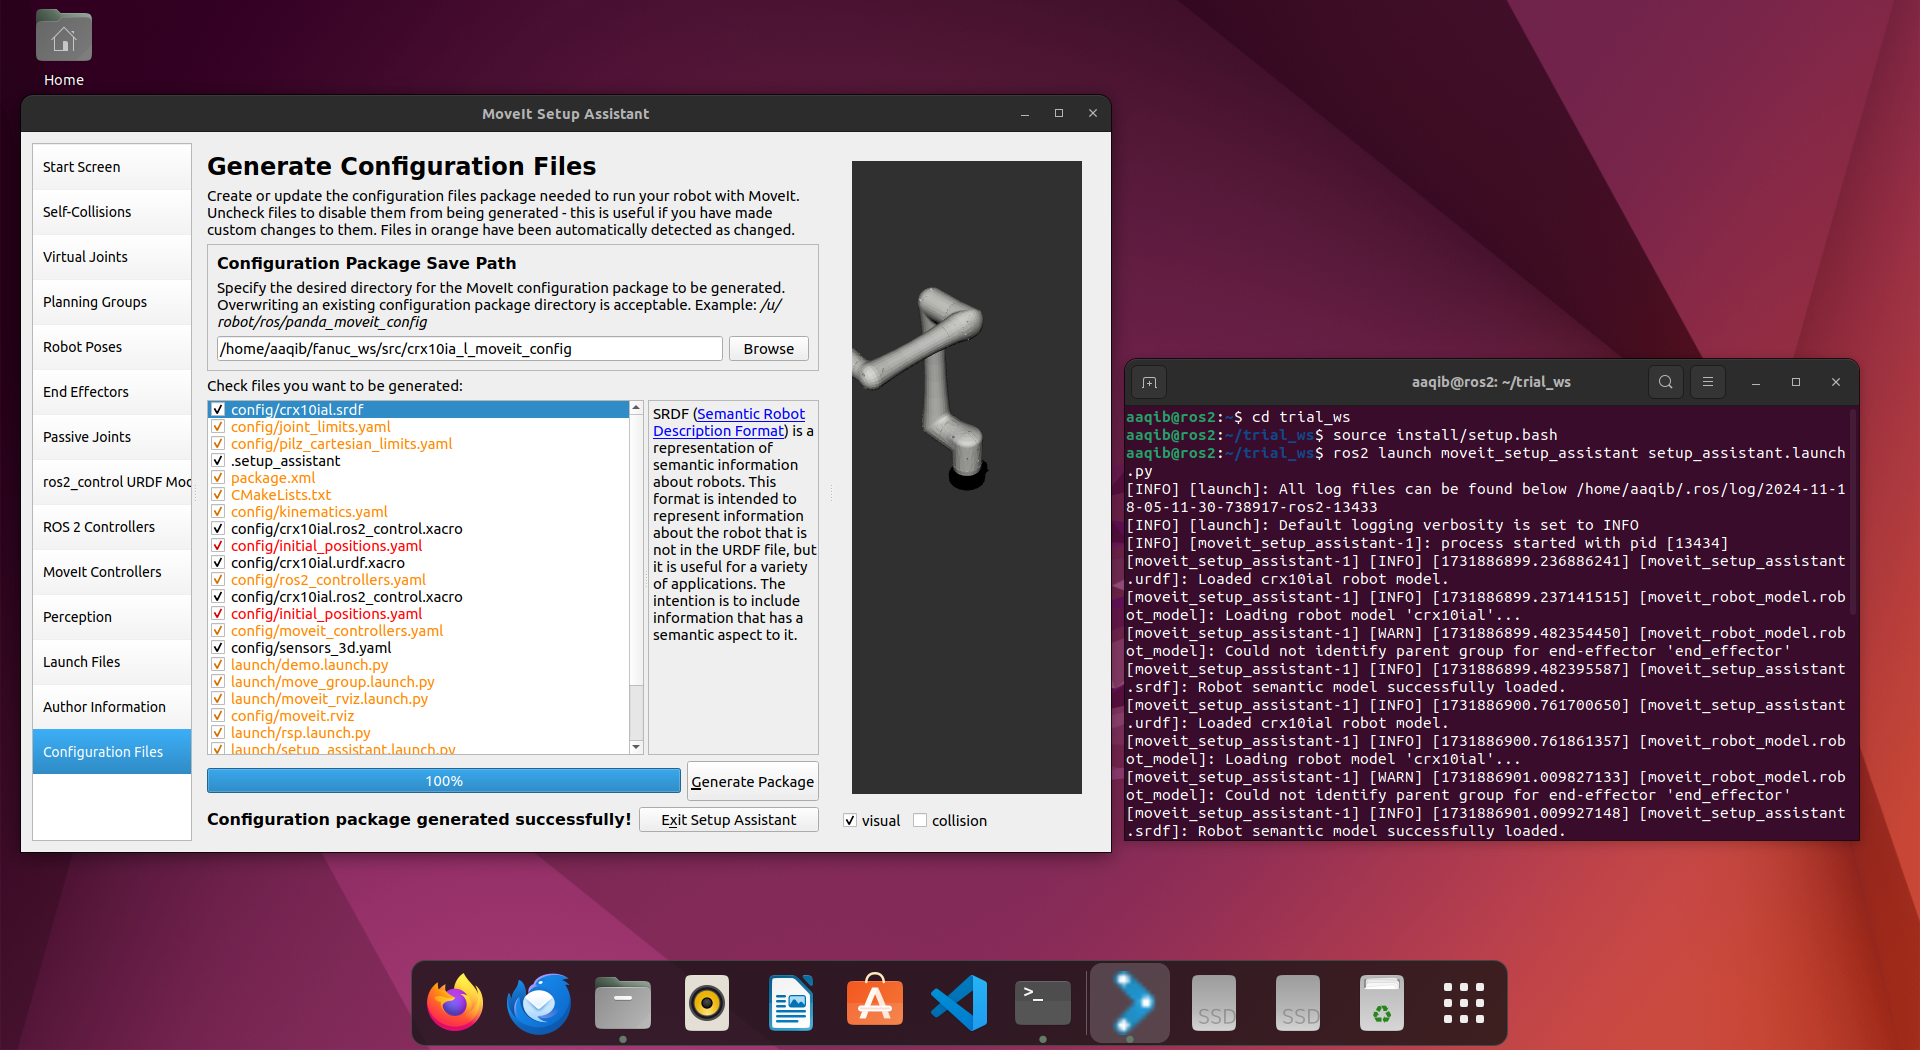 Home
MoveIt Setup Assistant
Start Screen
Self-Collisions
Virtual Joints
Planning Groups
Robot Poses
End Effectors
Passive Joints
ros2_control URDF Moc
ROS 2 Controllers
MoveIt Controllers
Perception
Launch Files
Author Information
Configuration Files
Generate Configuration Files
Create or update the configuration files package needed to run your robot with MoveIt.
Uncheck files to disable them from being generated - this is useful if you have made
custom changes to them. Files in orange have been automatically detected as changed.
Configuration Package Save Path
Specify the desired directory for the MoveIt configuration package to be generated.
Overwriting an existing configuration package directory is acceptable. Example: /u/
robot/ros/panda_moveit_config
/home/aaqib/fanuc_ws/src/crx10ia_l_moveit_config
Browse
Check files you want to be generated:
config/crx10ial.srdf
config/joint_limits.yaml
config/pilz_cartesian_limits.yaml
.setup_assistant
package.xml
CMakeLists.txt
config/kinematics.yaml
config/crx10ial.ros2_control.xacro
config/initial_positions.yaml
config/crx10ial.urdf.xacro
config/ros2_controllers.yaml
config/crx10ial.ros2_control.xacro
config/initial_positions.yaml
config/moveit_controllers.yaml
config/sensors_3d.yaml
launch/demo.launch.py
launch/move_group.launch.py
launch/moveit_rviz.launch.py
config/moveit.rviz
launch/rsp.launch.py
launch/setup_assistant.launch.py
SRDF (Semantic Robot
Description Format) is a
representation of
semantic information
about robots. This
format is intended to
represent information
about the robot that is
not in the URDF file, but
it is useful for a variety
of applications. The
intention is to include
information that has a
semantic aspect to it.
100%
Generate Package
Configuration package generated successfully!
Exit Setup Assistant
visual
collision
aaqib@ros2: ~/trial_ws
aaqib@ros2:~$ cd trial_ws
aaqib@ros2:~/trial_ws$ source install/setup.bash
aaqib@ros2:~/trial_ws$ ros2 launch moveit_setup_assistant setup_assistant.launch
.py
[INFO] [launch]: All log files can be found below /home/aaqib/.ros/log/2024-11-1
8-05-11-30-738917-ros2-13433
[INFO] [launch]: Default logging verbosity is set to INFO
[INFO] [moveit_setup_assistant-1]: process started with pid [13434]
[moveit_setup_assistant-1] [INFO] [1731886899.236886241] [moveit_setup_assistant
.urdf]: Loaded crx10ial robot model.
[moveit_setup_assistant-1] [INFO] [1731886899.237141515] [moveit_robot_model.rob
ot_model]: Loading robot model 'crx10ial'...
[moveit_setup_assistant-1] [WARN] [1731886899.482354450] [moveit_robot_model.rob
ot_model]: Could not identify parent group for end-effector 'end_effector'
[moveit_setup_assistant-1] [INFO] [1731886899.482395587] [moveit_setup_assistant
.srdf]: Robot semantic model successfully loaded.
[moveit_setup_assistant-1] [INFO] [1731886900.761700650] [moveit_setup_assistant
.urdf]: Loaded crx10ial robot model.
[moveit_setup_assistant-1] [INFO] [1731886900.761861357] [moveit_robot_model.rob
ot_model]: Loading robot model 'crx10ial'...
[moveit_setup_assistant-1] [WARN] [1731886901.009827133] [moveit_robot_model.rob
ot_model]: Could not identify parent group for end-effector 'end_effector'
[moveit_setup_assistant-1] [INFO] [1731886901.009927148] [moveit_setup_assistant
.srdf]: Robot semantic model successfully loaded.
SSD
SSD